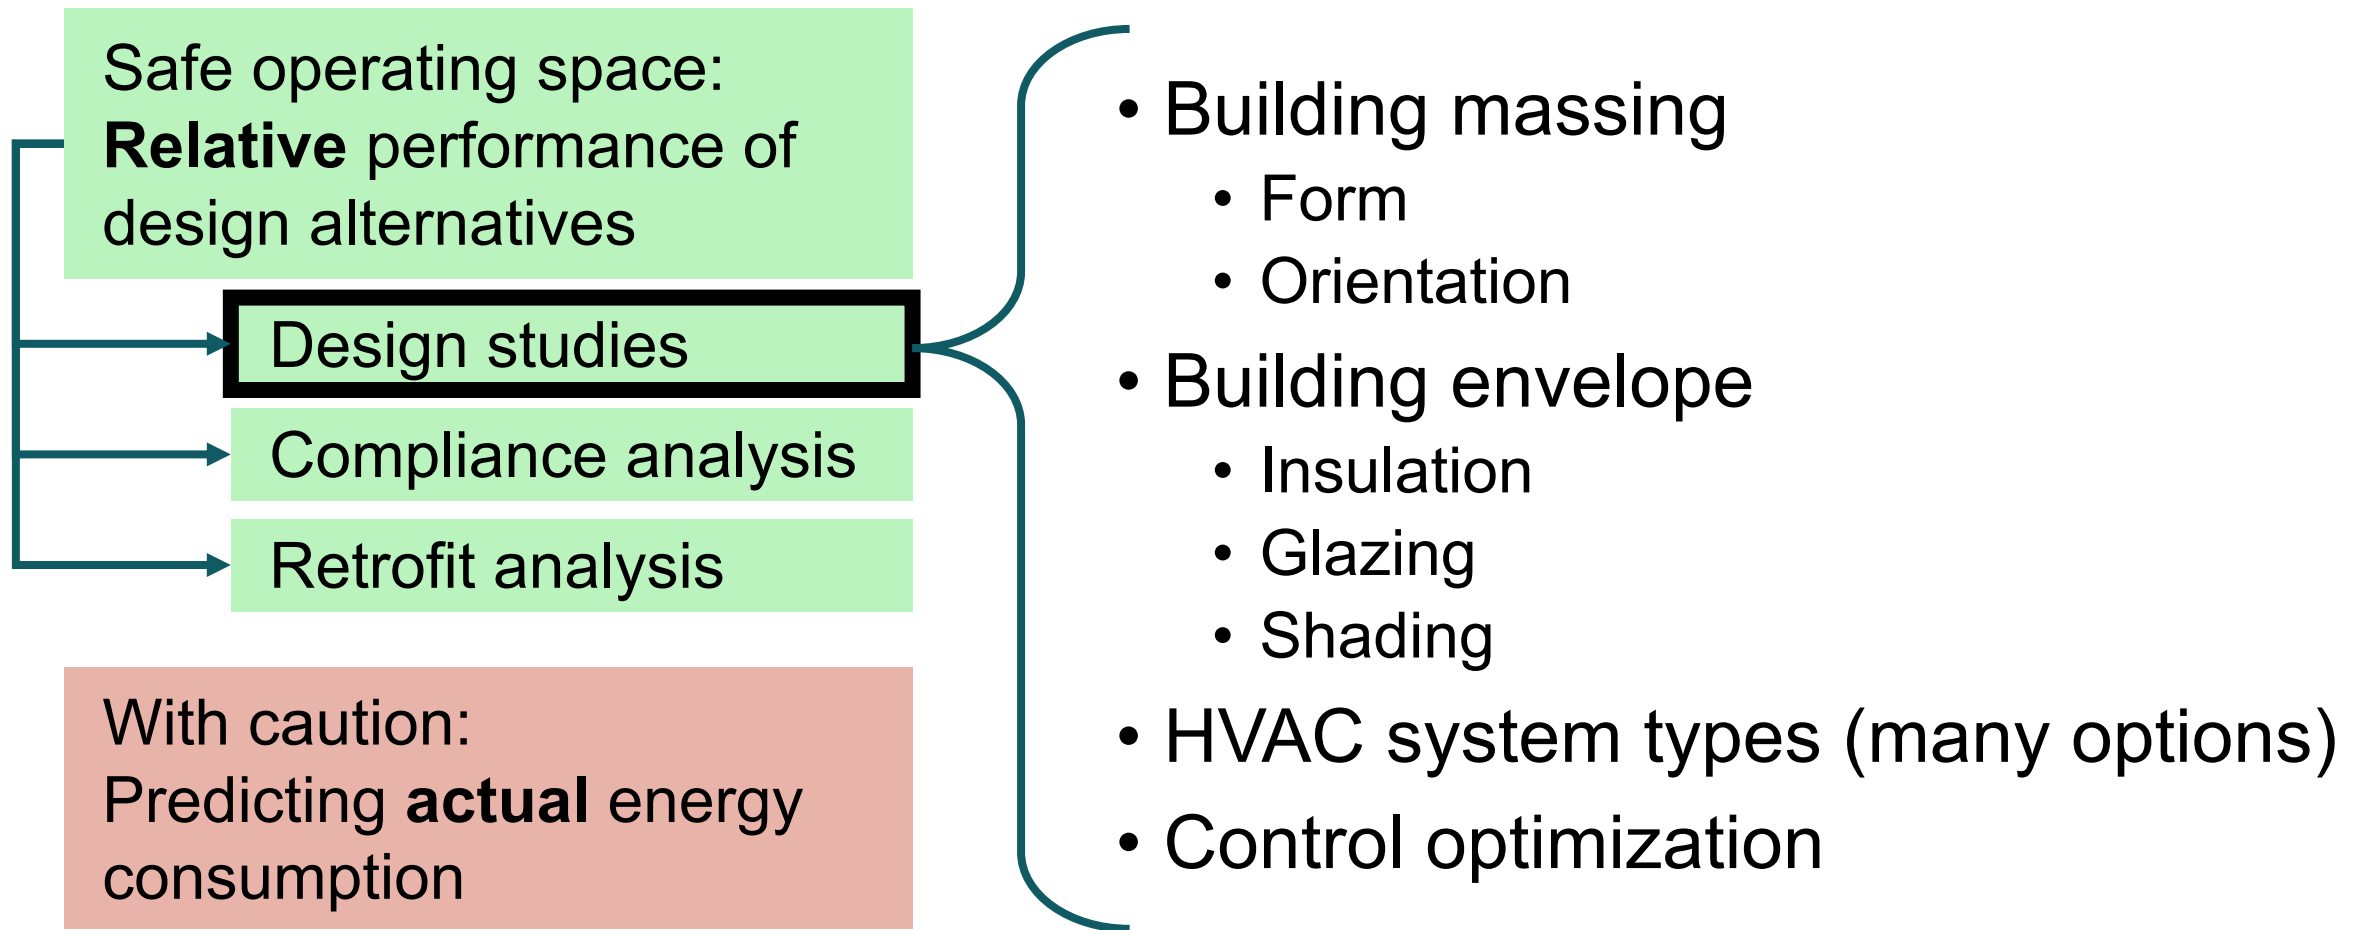 Safe operating space:
Relative performance of
design alternatives
Design studies
Compliance analysis
Retrofit analysis
With caution:
Predicting actual energy
consumption
• Building massing
• Form
• Orientation
• Building envelope
• Insulation
• Glazing
• Shading
• HVAC system types (many options)
• Control optimization